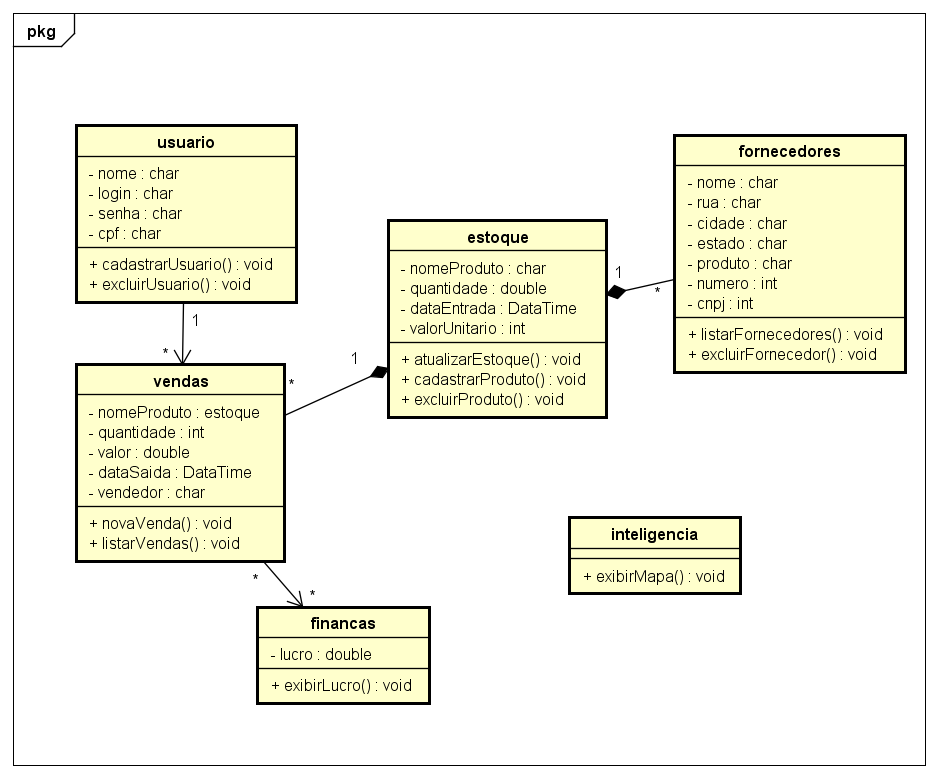 pkg
usuario
- nome : char
- login : char
- senha : char
- cpf : char
+ cadastrarUsuario() : void
+ excluirUsuario() : void
fornecedores
- nome : char
- rua : char
- cidade : char
- estado : char
- produto : char
- numero : int
- cnpj : int
+ listarFornecedores() : void
+ excluirFornecedor() : void
estoque
- nomeProduto : char
- quantidade : double
- dataEntrada : DataTime
- valorUnitario : int
+ atualizarEstoque() : void
+ cadastrarProduto() : void
+ excluirProduto() : void
1
*
1
*
1
*
vendas
- nomeProduto : estoque
- quantidade : int
- valor : double
- dataSaida : DataTime
- vendedor : char
+ novaVenda() : void
+ listarVendas() : void
*
*
inteligencia
+ exibirMapa() : void
financas
- lucro : double
+ exibirLucro() : void